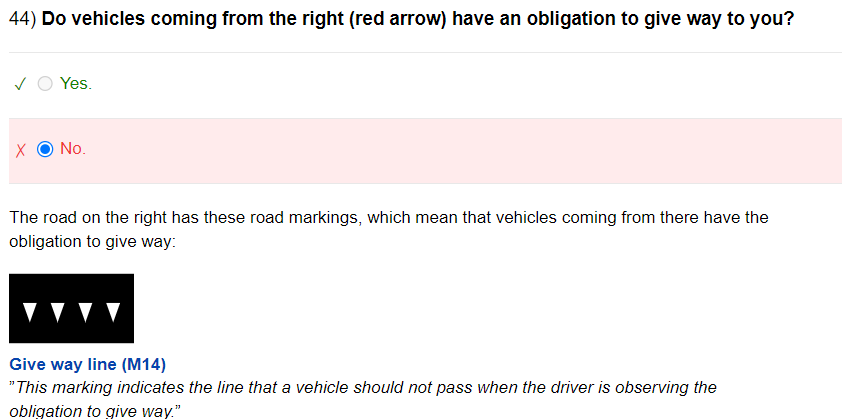 44) Do vehicles coming from the right (red arrow) have an obligation to give way to you?
✓ Yes.
X No.
The road on the right has these road markings, which mean that vehicles coming from there have the
obligation to give way:
Give way line (M14)
”This marking indicates the line that a vehicle should not pass when the driver is observing the
obligation to give way.”